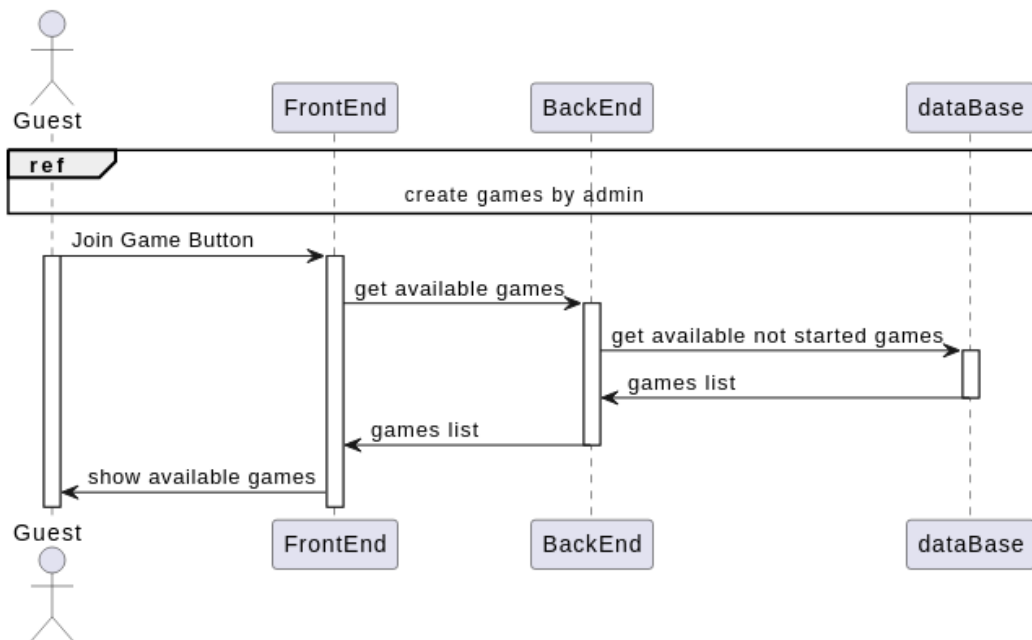 Guest
FrontEnd
BackEnd
dataBase
ref
create games by admin
Join Game Button
get available games
get available not started games
games list
games list
show available games
Guest
FrontEnd
BackEnd
dataBase